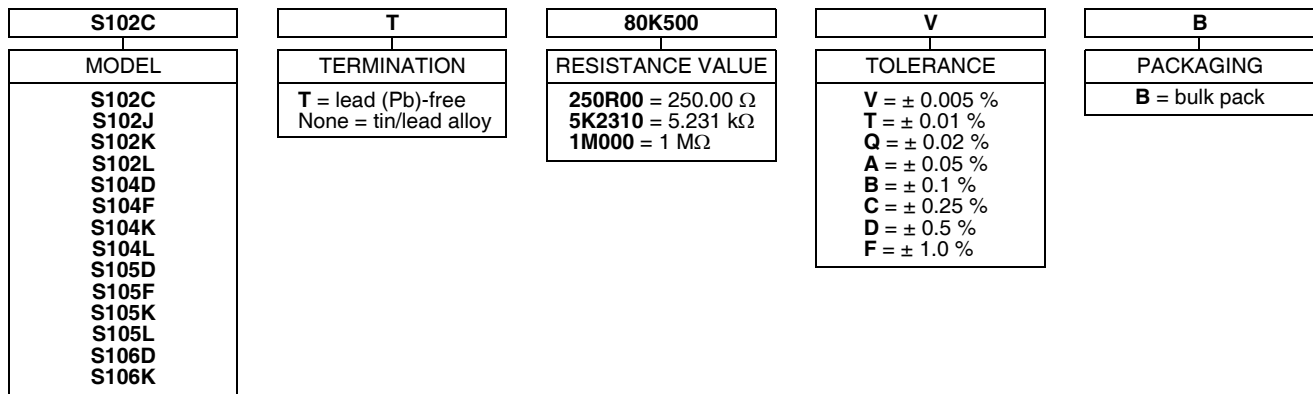 S102C
T
80K500
V
B
MODEL
S102C
S102J
S102K
S102L
S104D
S104F
S104K
S104L
S105D
S105F
S105K
S105L
S106D
S106K
TERMINATION
T = lead (Pb)-free
None = tin/lead alloy
RESISTANCE VALUE
250R00 = 250.00 Ω
5K2310 = 5.231 kΩ
1M000 = 1 MΩ
TOLERANCE
V = ± 0.005 %
T = ± 0.01 %
Q = ± 0.02 %
A = ± 0.05 %
B = ± 0.1 %
C = ± 0.25 %
D = ± 0.5 %
F = ± 1.0 %
PACKAGING
B = bulk pack